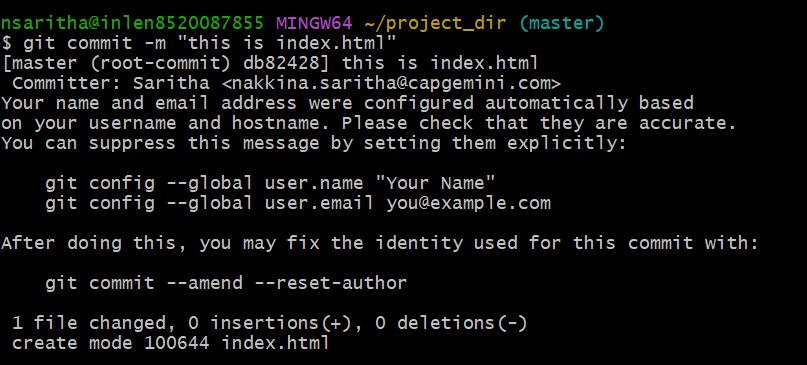 nsaritha@inlen8520087855 MINGW64 ~/project_dir (master)
$ git commit -m "this is index.html"
[master (root-commit) db82428] this is index.html
 Committer: Saritha <nakkina.saritha@capgemini.com>
Your name and email address were configured automatically based
on your username and hostname. Please check that they are accurate.
You can suppress this message by setting them explicitly:

    git config --global user.name "Your Name"
    git config --global user.email you@example.com

After doing this, you may fix the identity used for this commit with:

    git commit --amend --reset-author

 1 file changed, 0 insertions(+), 0 deletions(-)
 create mode 100644 index.html